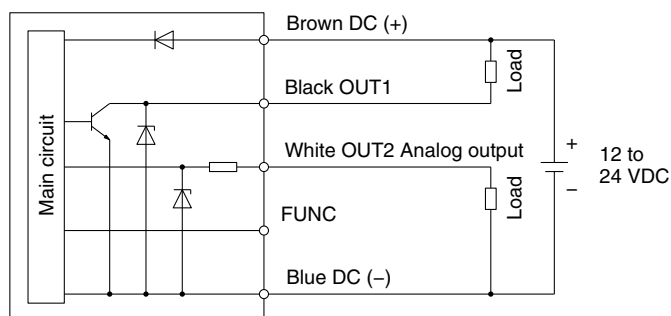 Brown DC (+)
Main circuit
Load
Black OUT1
White OUT2 Analog output
+
12 to
24 VDC
−
Load
FUNC
Blue DC (−)